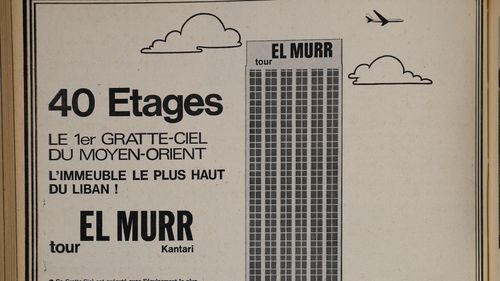 tour EL MURR
40 Etages
LE 1er GRATTE-CIEL
DU MOYEN-ORIENT
L'IMMEUBLE LE PLUS HAUT
DU LIBAN !
tour EL MURR
Kantari